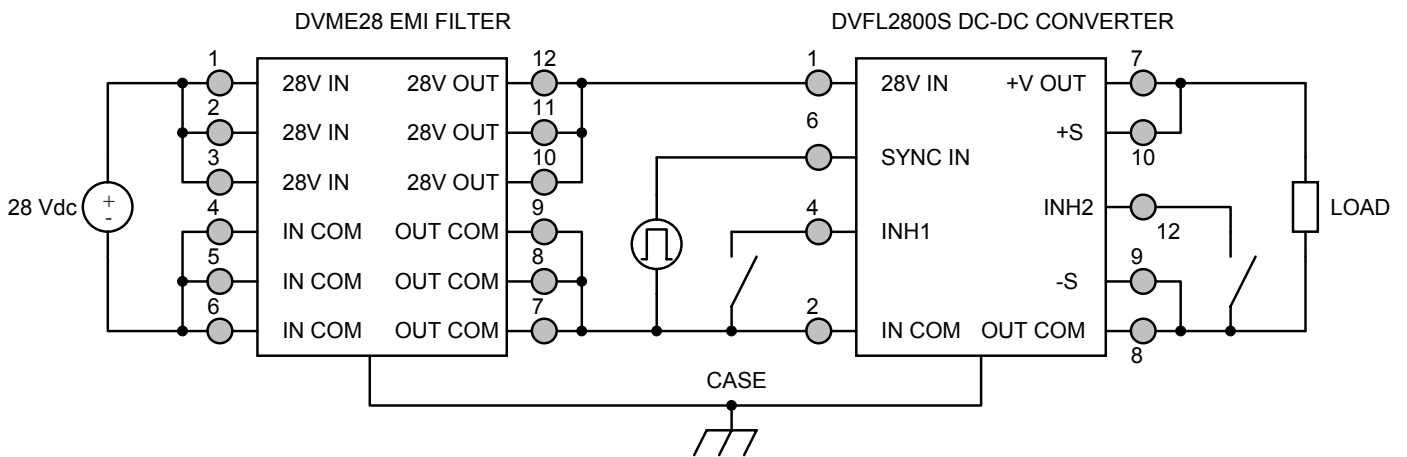 DVME28 EMI FILTER
DVFL2800S DC-DC CONVERTER
1 28V IN 28V OUT 12
2 28V IN 28V OUT 11
3 28V IN 28V OUT 10
4 IN COM OUT COM 9
5 IN COM OUT COM 8
6 IN COM OUT COM 7
28 Vdc
+
-
1 28V IN +V OUT 7
+S 10
6 SYNC IN
4 INH1 INH2 12
-S 9
2 IN COM OUT COM 8
LOAD
CASE